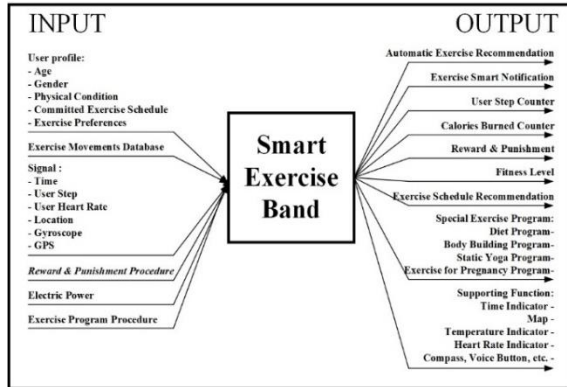 INPUT
User profile:
- Age
- Gender
- Physical Condition
- Committed Exercise Schedule
- Exercise Preferences
Exercise Movements Database
Signal :
- Time
- User Step
- User Heart Rate
- Location
- Gyroscope
- GPS
Reward & Punishment Procedure
Electric Power
Exercise Program Procedure
Smart
Exercise
Band
OUTPUT
Automatic Exercise Recommendation
Exercise Smart Notification
User Step Counter
Calories Burned Counter
Reward & Punishment
Fitness Level
Exercise Schedule Recommendation
Special Exercise Program:
Diet Program-
Body Building Program-
Static Yoga Program-
Exercise for Pregnancy Program-
Supporting Function:
Time Indicator -
Map -
Temperature Indicator -
Heart Rate Indicator -
Compass, Voice Button, etc. -